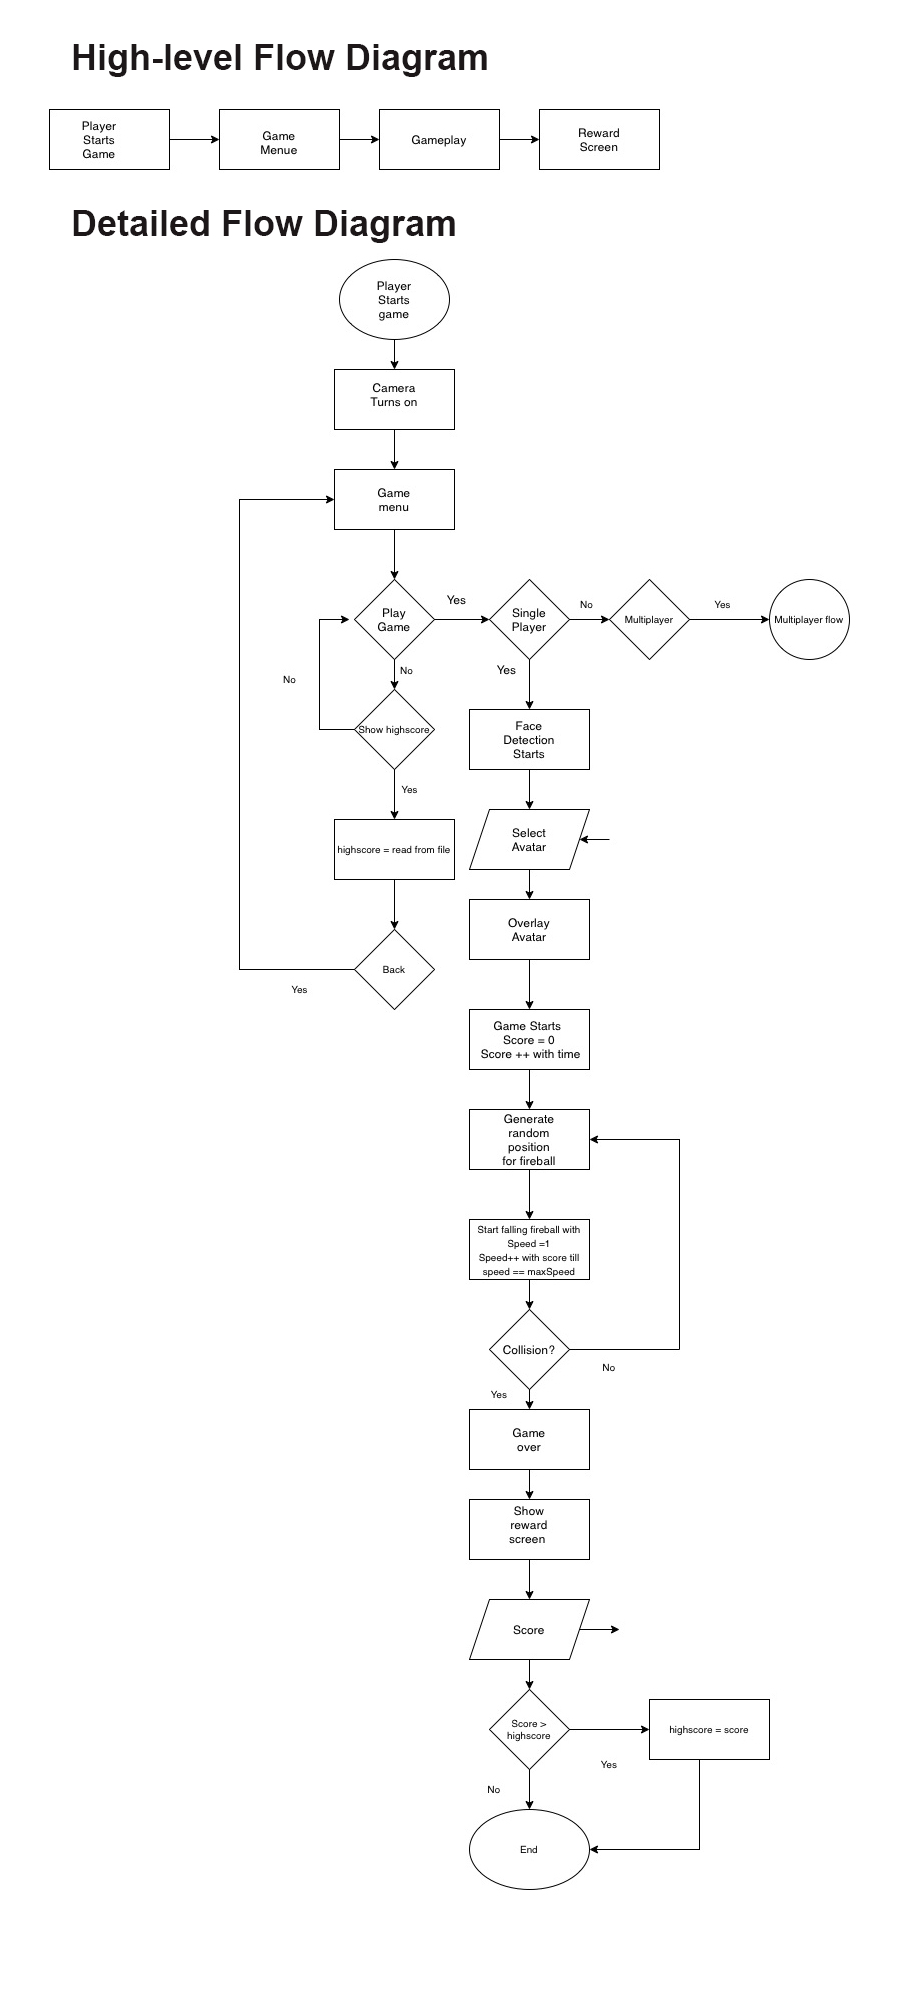 High-level Flow Diagram
Player
Starts
Game
Game
Menue
Gameplay
Reward
Screen
Detailed Flow Diagram
Player
Starts
game
Camera
Turns on
Game
menu
Play
Game
Yes
Single
Player
No
Multiplayer
Yes
Multiplayer flow
No
No
Yes
Show highscore
Yes
Face
Detection
Starts
highscore = read from file
Select
Avatar
Overlay
Avatar
Back
Yes
Game Starts
Score = 0
Score ++ with time
Generate
random
position
for fireball
Start falling fireball with
Speed =1
Speed++ with score till
speed == maxSpeed
Collision?
No
Yes
Game
over
Show
reward
screen
Score
Score >
highscore
highscore = score
Yes
No
End